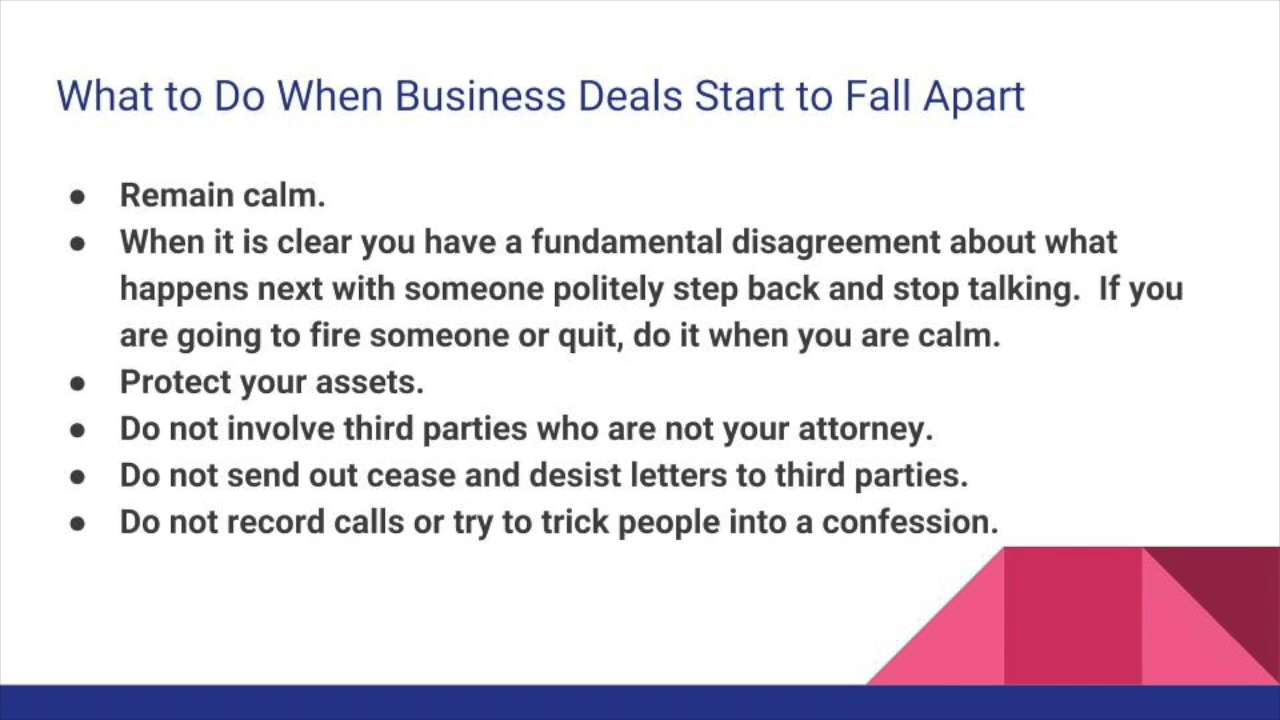 What to Do When Business Deals Start to Fall Apart
● Remain calm.
● When it is clear you have a fundamental disagreement about what
happens next with someone politely step back and stop talking.  If you
are going to fire someone or quit, do it when you are calm.
● Protect your assets.
● Do not involve third parties who are not your attorney.
● Do not send out cease and desist letters to third parties.
● Do not record calls or try to trick people into a confession.